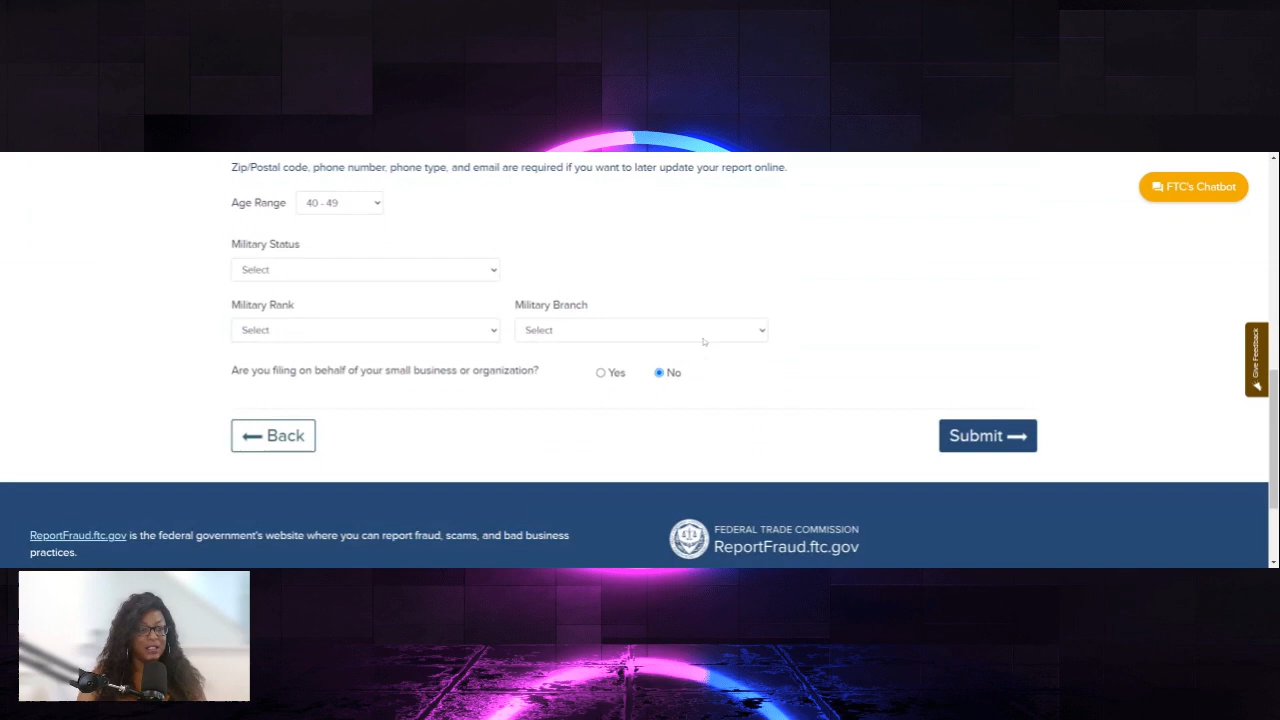 Zip/Postal code, phone number, phone type, and email are required if you want to later update your report online.
FTC's Chatbot
Age Range 40 - 49
Military Status
Select
Military Rank Military Branch
Select Select
Give Feedback
Are you filing on behalf of your small business or organization? Yes No
Back Submit
ReportFraud.ftc.gov is the federal government's website where you can report fraud, scams, and bad business
practices.
FEDERAL TRADE COMMISSION
ReportFraud.ftc.gov